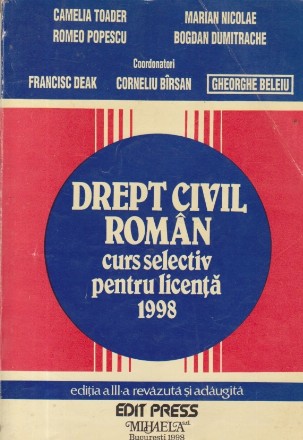 CAMELIA TOADER MARIAN NICOLAE
ROMEO POPESCU BOGDAN DUMITRACHE
Coordonatori
FRANCISC DEAK CORNELIU BÎRSAN GHEORGHE BELEIU
DREPT CIVIL
ROMÂN
curs selectiv
pentru licență
1998
ediția a III-a revăzută și adăugită
EDIT PRESS
MIHAELA s.r.l.
București 1998